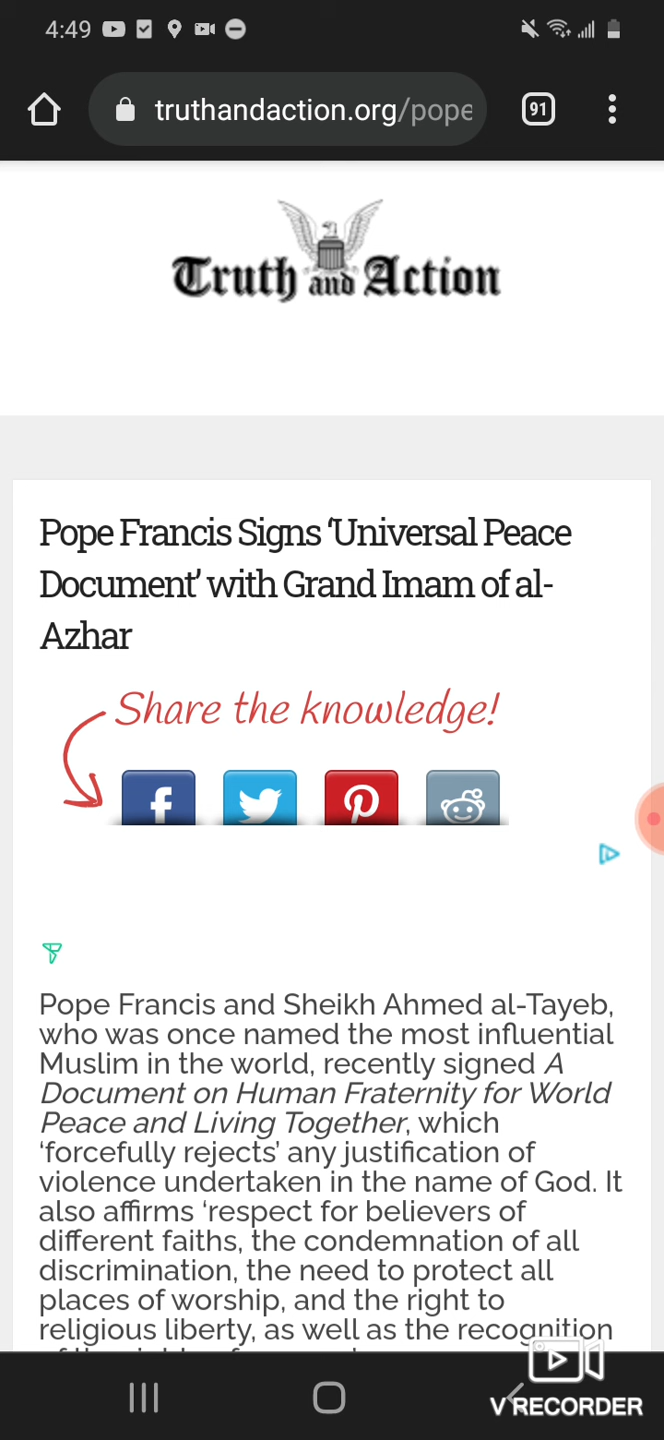 4:49
truthandaction.org/pope
91
Truth and Action
Pope Francis Signs ‘Universal Peace
Document’ with Grand Imam of al-
Azhar
Share the knowledge!
Pope Francis and Sheikh Ahmed al-Tayeb,
who was once named the most influential
Muslim in the world, recently signed A
Document on Human Fraternity for World
Peace and Living Together, which
‘forcefully rejects’ any justification of
violence undertaken in the name of God. It
also affirms ‘respect for believers of
different faiths, the condemnation of all
discrimination, the need to protect all
places of worship, and the right to
religious liberty, as well as the recognition
V RECORDER